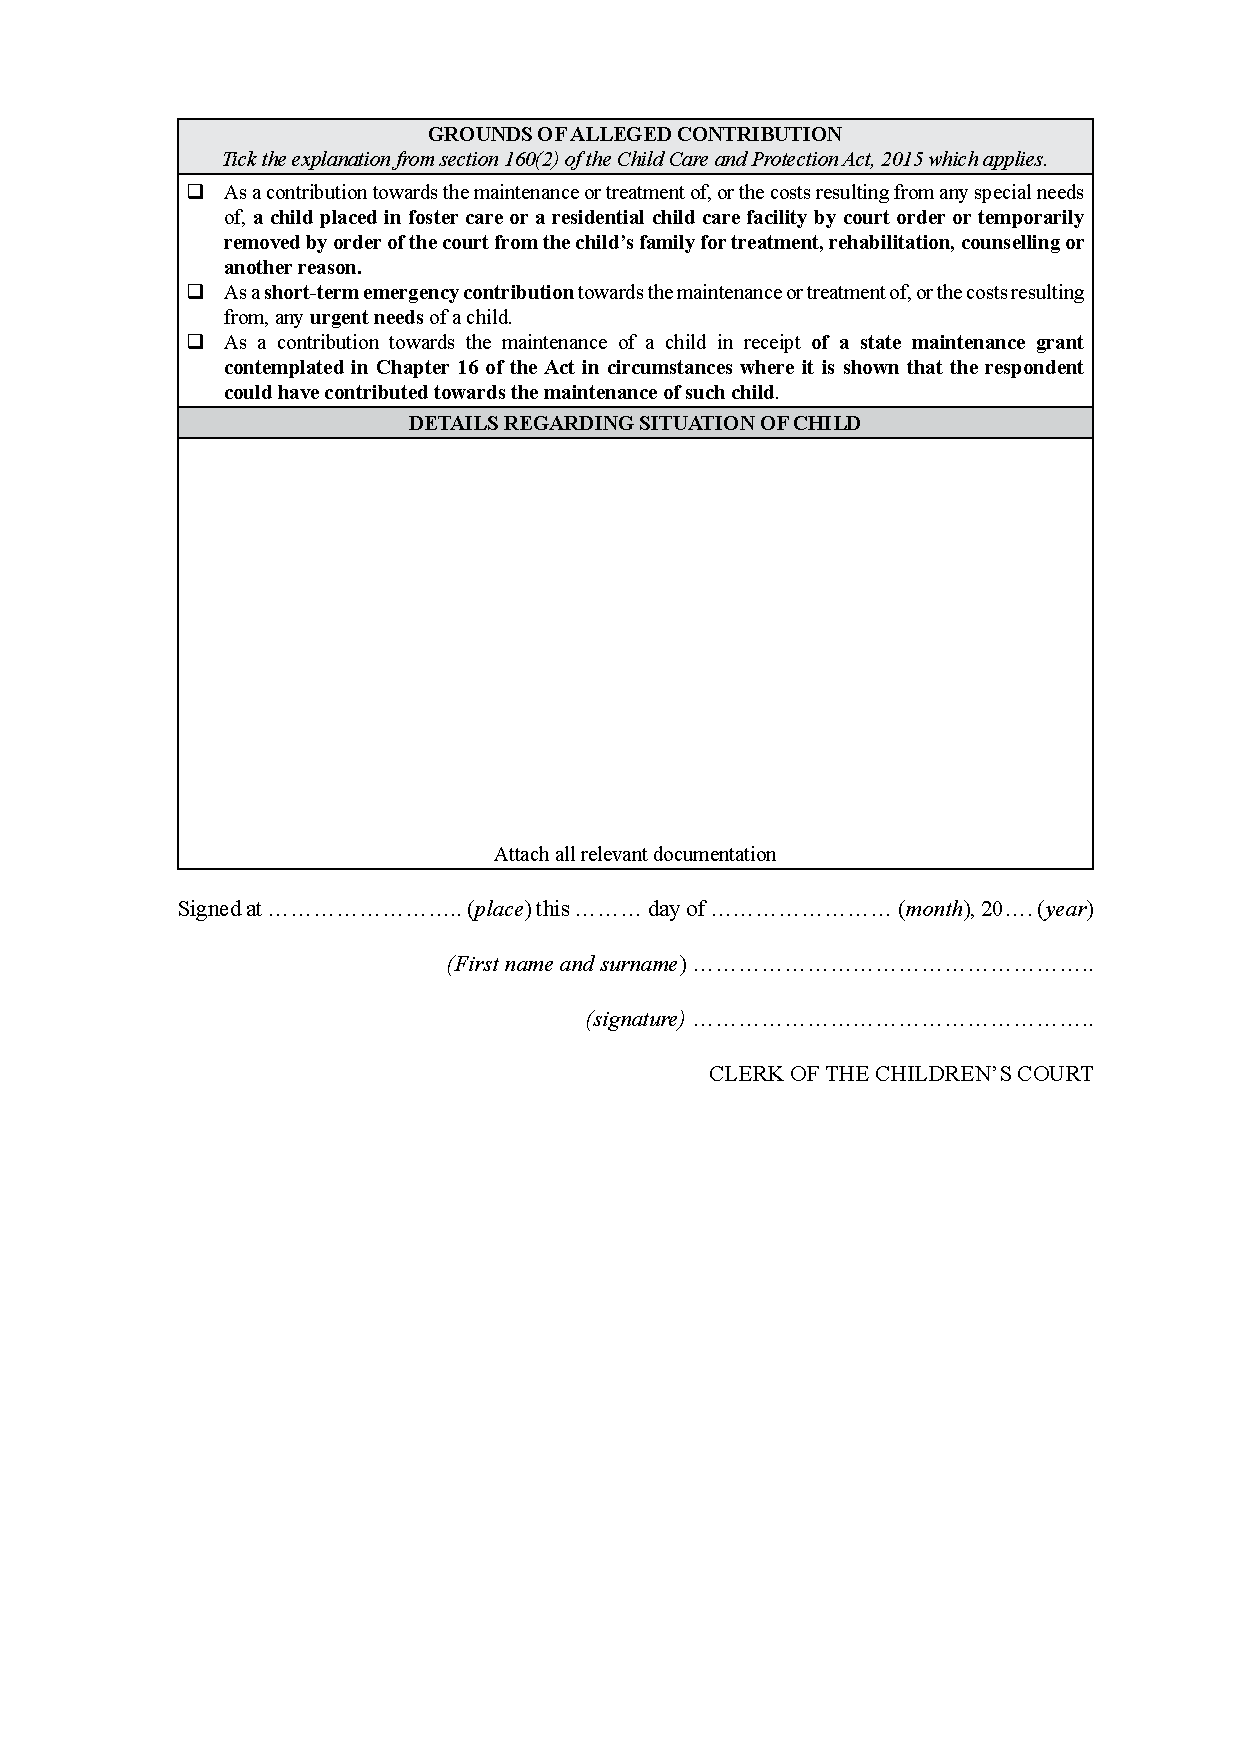 GROUNDS OF ALLEGED CONTRIBUTION
Tick the explanation from section 160(2) of the Child Care and Protection Act, 2015 which applies.
❑ As a contribution towards the maintenance or treatment of, or the costs resulting from any special needs
of, a child placed in foster care or a residential child care facility by court order or temporarily
removed by order of the court from the child’s family for treatment, rehabilitation, counselling or
another reason.
❑ As a short-term emergency contribution towards the maintenance or treatment of, or the costs resulting
from, any urgent needs of a child.
❑ As a contribution towards the maintenance of a child in receipt of a state maintenance grant
contemplated in Chapter 16 of the Act in circumstances where it is shown that the respondent
could have contributed towards the maintenance of such child.
DETAILS REGARDING SITUATION OF CHILD
Attach all relevant documentation
Signed at …………………….. (place) this ……… day of …………………… (month), 20…. (year)
(First name and surname) ……………………………………………..
(signature) ……………………………………………..
CLERK OF THE CHILDREN’S COURT